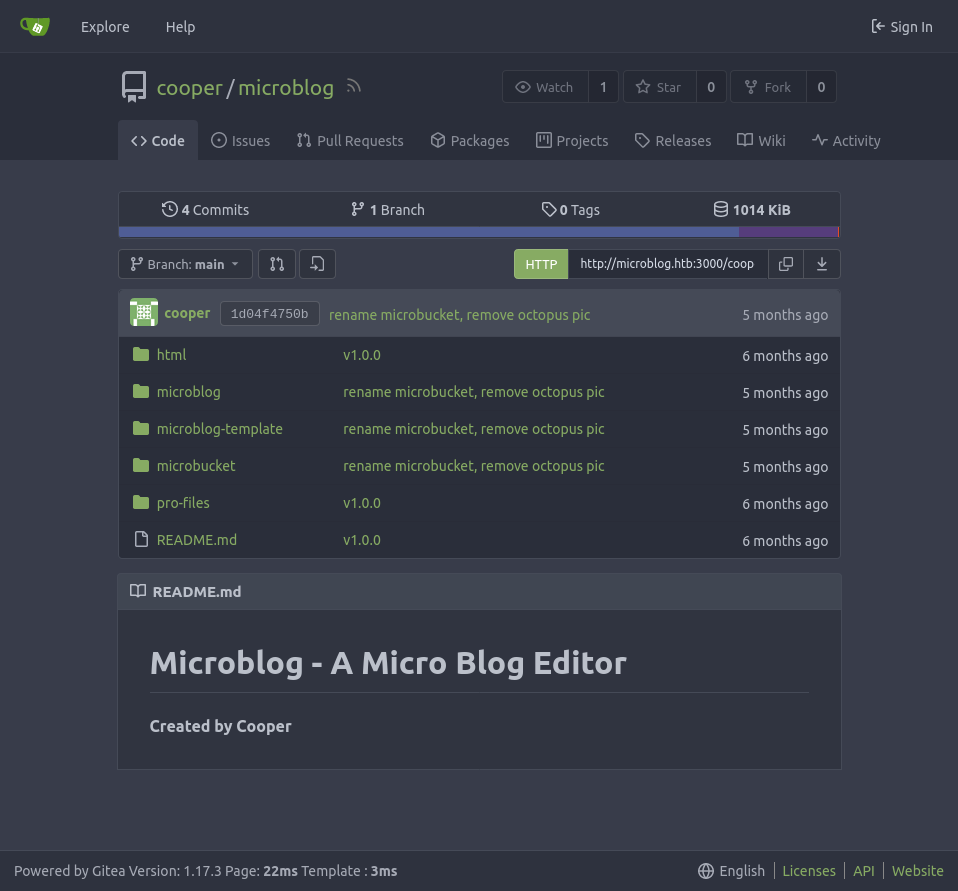 Explore Help Sign In
cooper / microblog Watch 1 Star 0 Fork 0
Code Issues Pull Requests Packages Projects Releases Wiki Activity
4 Commits 1 Branch 0 Tags 1014 KiB
Branch: main HTTP http://microblog.htb:3000/coop
cooper 1d04f4750b rename microbucket, remove octopus pic 5 months ago
html v1.0.0 6 months ago
microblog rename microbucket, remove octopus pic 5 months ago
microblog-template rename microbucket, remove octopus pic 5 months ago
microbucket rename microbucket, remove octopus pic 5 months ago
pro-files v1.0.0 6 months ago
README.md v1.0.0 6 months ago
README.md
Microblog - A Micro Blog Editor
Created by Cooper
Powered by Gitea Version: 1.17.3 Page: 22ms Template : 3ms English Licenses API Website